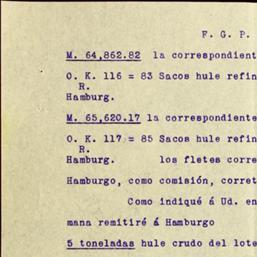 F. G. P.
M. 64,862.82 la correspondient
O. K. 116 = 83 Sacos hule refin
R.
Hamburg.
M. 65,620.17 la correspondiente
O. K. 117 = 85 Sacos hule refin
R.
Hamburg. los fletes corre
Hamburgo, como comisión, corret
Como indiqué á Ud. en
mana remitiré á Hamburgo
5 toneladas hule crudo del lote